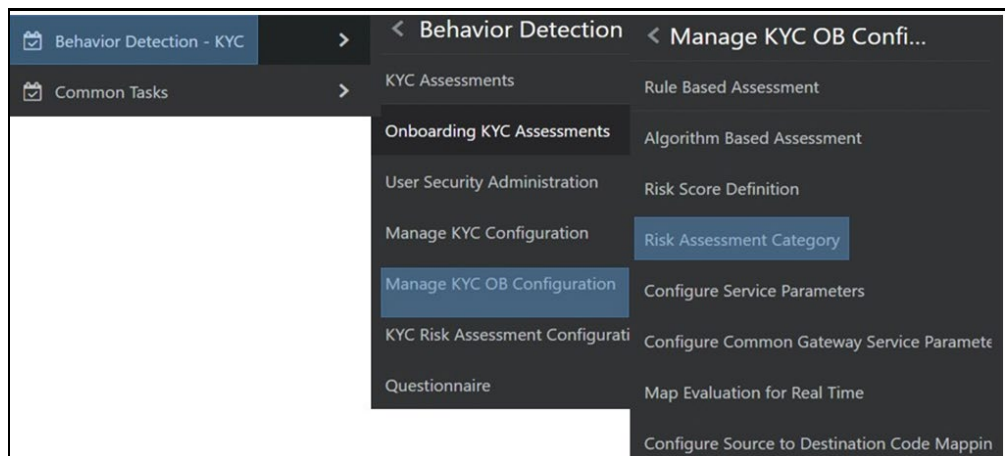 Behavior Detection - KYC >
Common Tasks >
< Behavior Detection
KYC Assessments
Onboarding KYC Assessments
User Security Administration
Manage KYC Configuration
Manage KYC OB Configuration
KYC Risk Assessment Configurati
Questionnaire
< Manage KYC OB Confi...
Rule Based Assessment
Algorithm Based Assessment
Risk Score Definition
Risk Assessment Category
Configure Service Parameters
Configure Common Gateway Service Paramete
Map Evaluation for Real Time
Configure Source to Destination Code Mappin